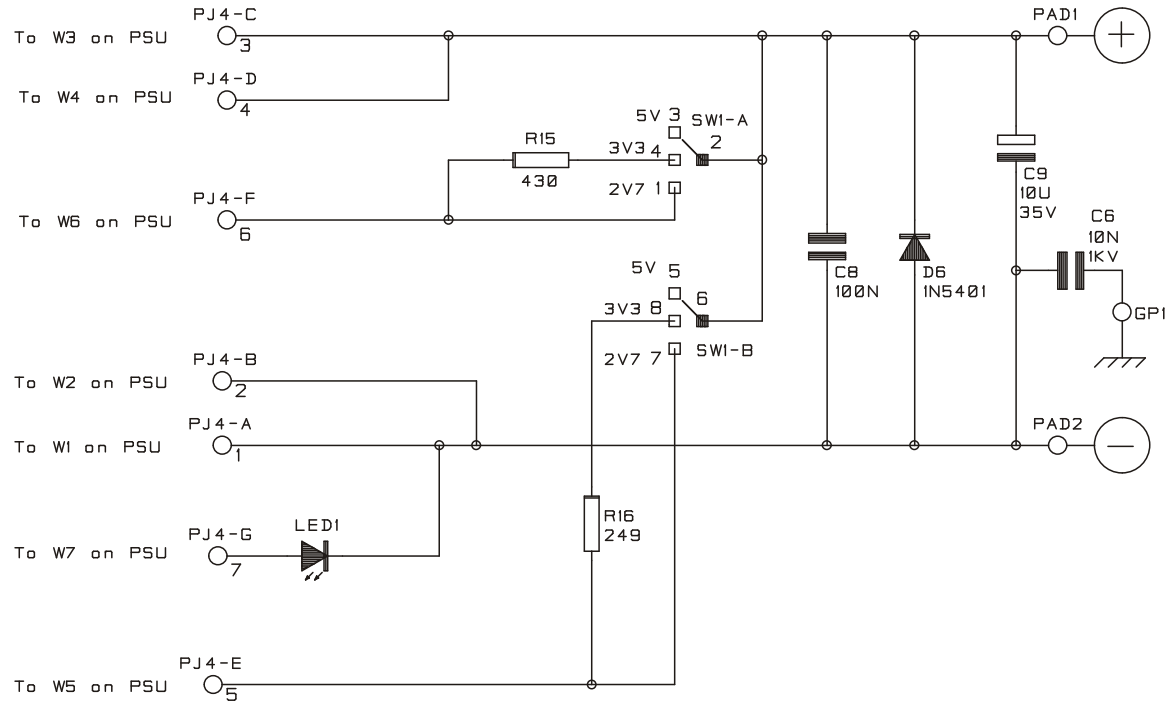 PJ4-C
PAD1
To W3 on PSU
3
+
PJ4-D
To W4 on PSU
4
5V 3 SW1-A
2
R15
3V3 4
430
2V7 1
C9
10U
35V
PJ4-F
To W6 on PSU
6
C6
10N
1KV
5V 5
6
C8
100N
D6
1N5401
3V3 8
GP1
2V7 7 SW1-B
PJ4-B
To W2 on PSU
2
PJ4-A
PAD2
To W1 on PSU
1
−
R16
249
LED1
PJ4-G
To W7 on PSU
7
PJ4-E
To W5 on PSU
5